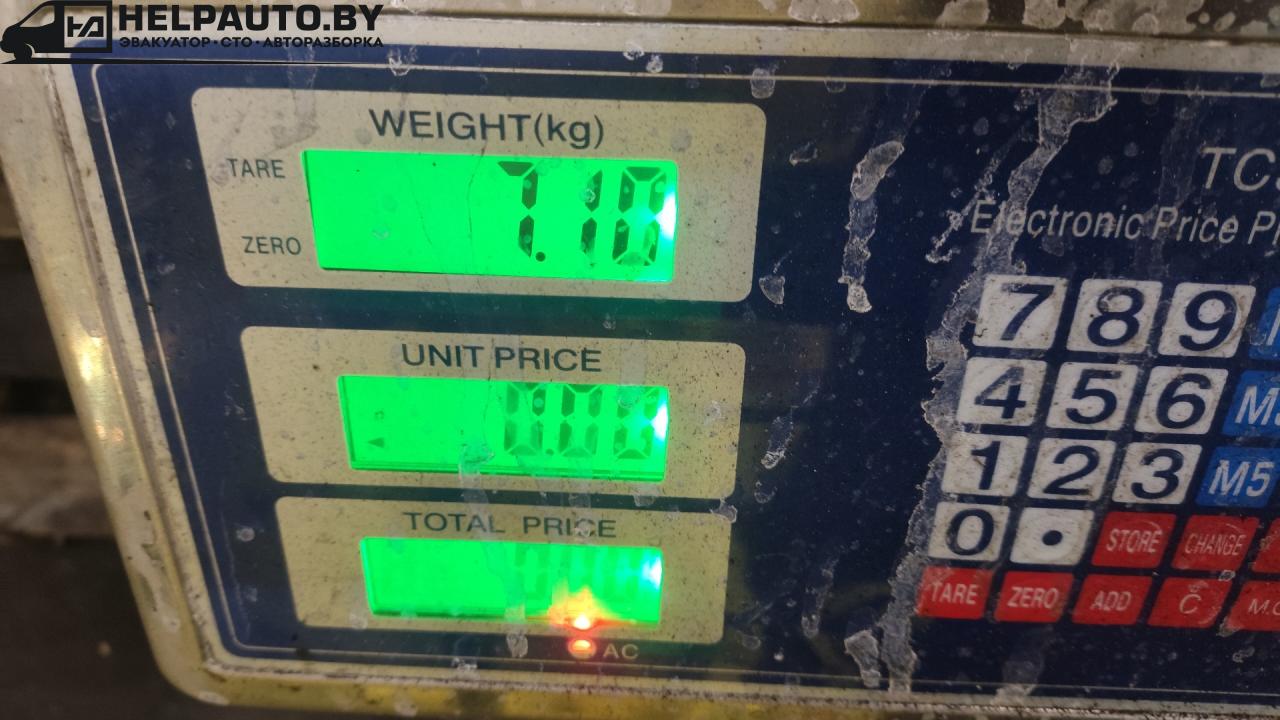 HELPAUTO.BY
ЭВАКУАТОР·СТО·АВТОРАЗБОРКА
WEIGHT(kg)
TARE
7.10
ZERO
UNIT PRICE
0.00
TOTAL PRICE
AC
TC
Electronic Price P
7 8 9
4 5 6 M
1 2 3 M5
0 • STORE CHANGE
TARE ZERO ADD C M.C